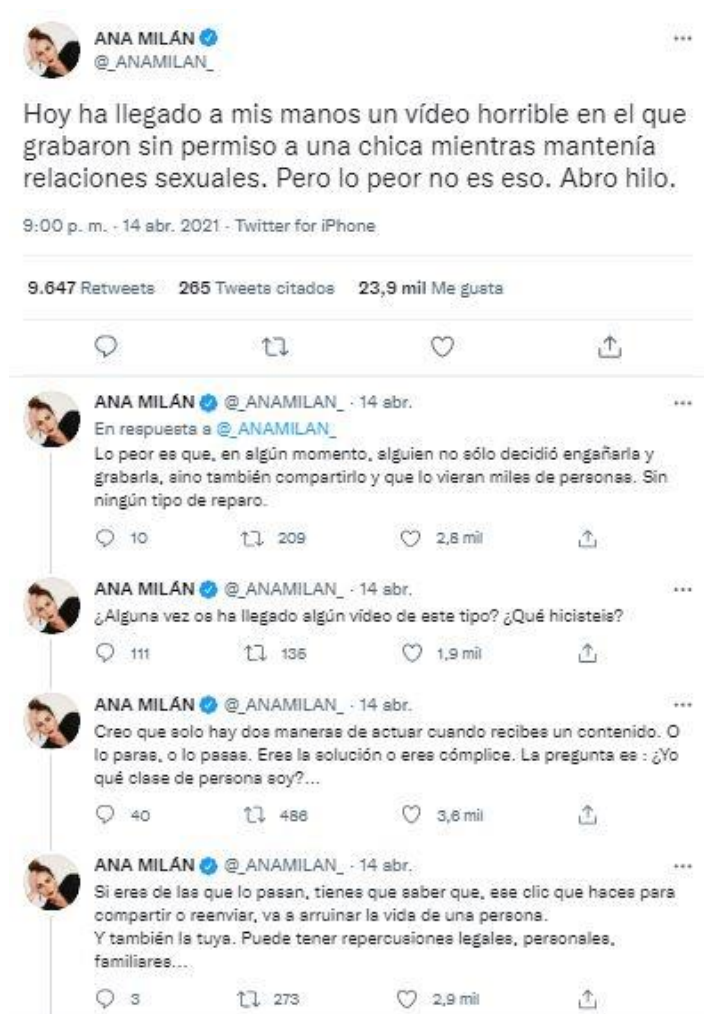 ANA MILÁN
@_ANAMILAN_
Hoy ha llegado a mis manos un vídeo horrible en el que
grabaron sin permiso a una chica mientras mantenía
relaciones sexuales. Pero lo peor no es eso. Abro hilo.
9:00 p. m. · 14 abr. 2021 · Twitter for iPhone
9.647 Retweets 265 Tweets citados 23,9 mil Me gusta
ANA MILÁN @_ANAMILAN_ · 14 abr.
En respuesta a @_ANAMILAN_
Lo peor es que, en algún momento, alguien no sólo decidió engañarla y
grabarla, sino también compartirlo y que lo vieran miles de personas. Sin
ningún tipo de reparo.
10 209 2,8 mil
ANA MILÁN @_ANAMILAN_ · 14 abr.
¿Alguna vez os ha llegado algún vídeo de este tipo? ¿Qué hicisteis?
111 136 1,9 mil
ANA MILÁN @_ANAMILAN_ · 14 abr.
Creo que solo hay dos maneras de actuar cuando recibes un contenido. O
lo paras, o lo pasas. Eres la solución o eres cómplice. La pregunta es : ¿Yo
qué clase de persona soy?...
40 486 3,6 mil
ANA MILÁN @_ANAMILAN_ · 14 abr.
Si eres de las que lo pasan, tienes que saber que, ese clic que haces para
compartir o reenviar, va a arruinar la vida de una persona.
Y también la tuya. Puede tener repercusiones legales, personales,
familiares...
3 273 2,9 mil